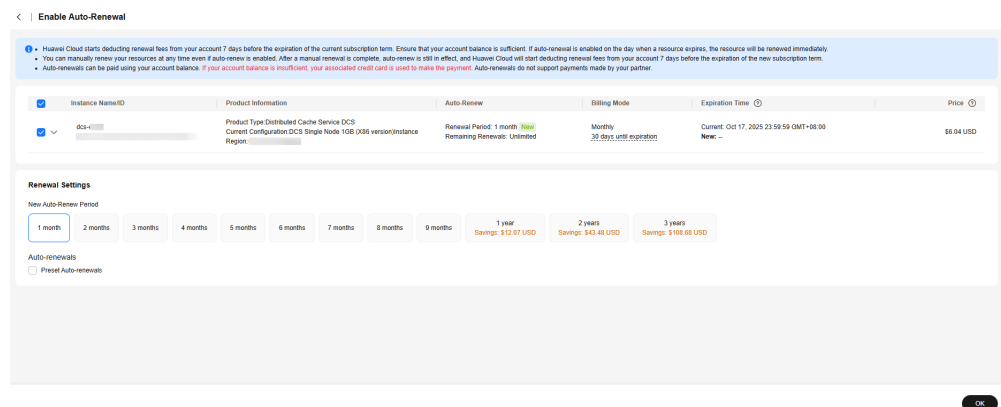 Enable Auto-Renewal
Huawei Cloud starts deducting renewal fees from your account 7 days before the expiration of the current subscription term. Ensure that your account balance is sufficient. If auto-renewal is enabled on the day when a resource expires, the resource will be renewed immediately.
You can manually renew your resources at any time even if auto-renew is enabled. After a manual renewal is complete, auto-renew is still in effect, and Huawei Cloud will start deducting renewal fees from your account 7 days before the expiration of the new subscription term.
Auto-renewals can be paid using your account balance. If your account balance is insufficient, your associated credit card is used to make the payment. Auto-renewals do not support payments made by your partner.
Instance Name/ID Product Information Auto-Renew Billing Mode Expiration Time Price
dcs-
Product Type:Distributed Cache Service DCS
Current Configuration:DCS Single Node 1GB (X86 version)Instance
Region:
Renewal Period: 1 month New
Remaining Renewals: Unlimited
Monthly
30 days until expiration
Current: Oct 17, 2025 23:59:59 GMT+08:00
New: --
$6.04 USD
Renewal Settings
New Auto-Renew Period
1 month 2 months 3 months 4 months 5 months 6 months 7 months 8 months 9 months 1 year 2 years 3 years
Savings: $12.07 USD Savings: $43.48 USD Savings: $108.68 USD
Auto-renewals
Preset Auto-renewals
OK